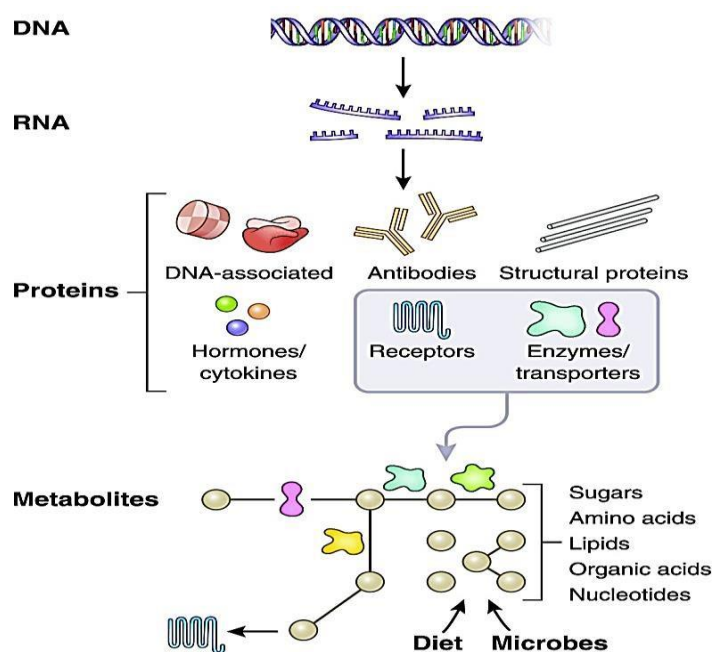 DNA
RNA
Proteins
DNA-associated
Antibodies
Structural proteins
Hormones/
cytokines
Receptors
Enzymes/
transporters
Metabolites
Sugars
Amino acids
Lipids
Organic acids
Nucleotides
Diet
Microbes